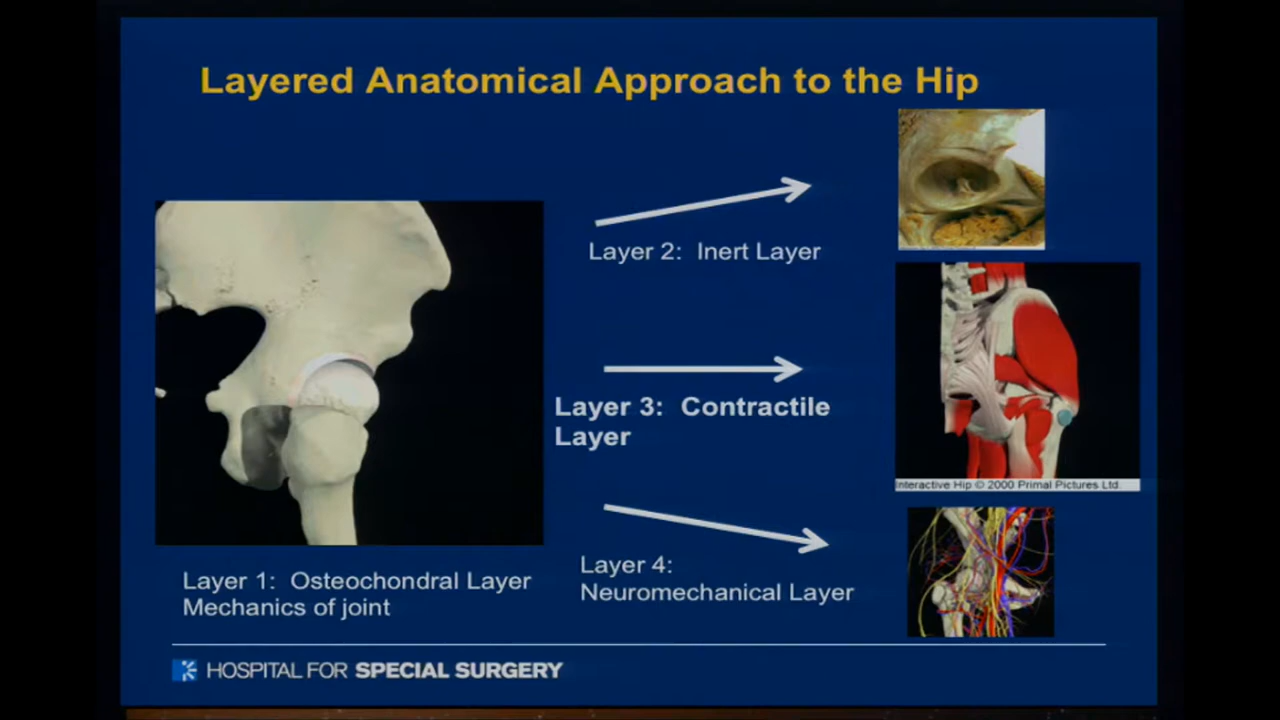 Layered Anatomical Approach to the Hip
Layer 2: Inert Layer
Layer 3: Contractile
Layer
Interactive Hip © 2000 Primal Pictures Ltd.
Layer 4:
Neuromechanical Layer
Layer 1: Osteochondral Layer
Mechanics of joint
HOSPITAL FOR SPECIAL SURGERY